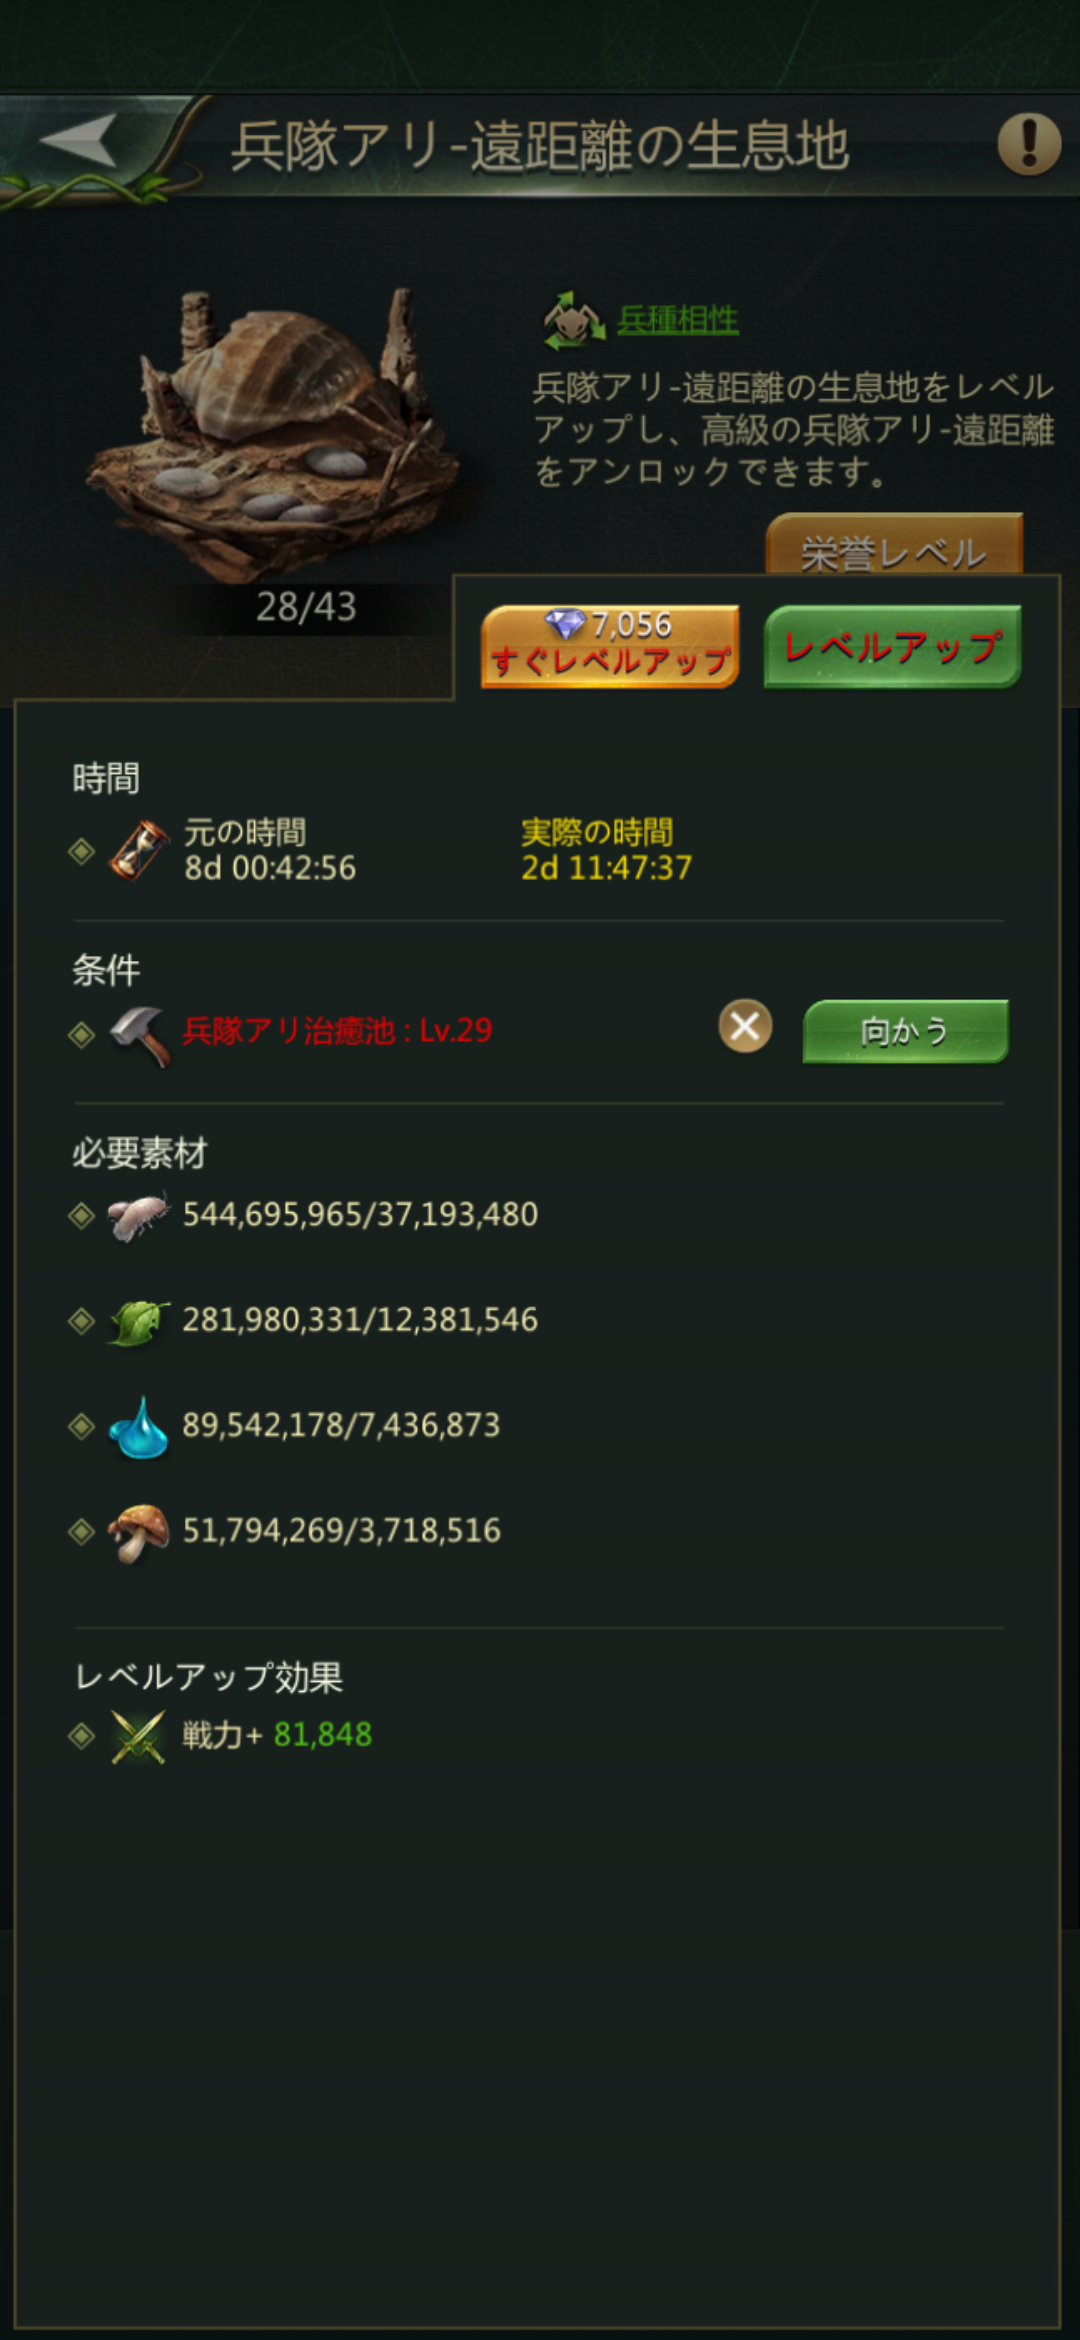 兵隊アリ-遠距離の生息地
兵種相性
兵隊アリ-遠距離の生息地をレベル
アップし、高級の兵隊アリ-遠距離
をアンロックできます。
栄誉レベル
28/43
7,056
すぐレベルアップ
レベルアップ
時間
元の時間
8d 00:42:56
実際の時間
2d 11:47:37
条件
兵隊アリ治癒池 : Lv.29
向かう
必要素材
544,695,965/37,193,480
281,980,331/12,381,546
89,542,178/7,436,873
51,794,269/3,718,516
レベルアップ効果
戦力+ 81,848